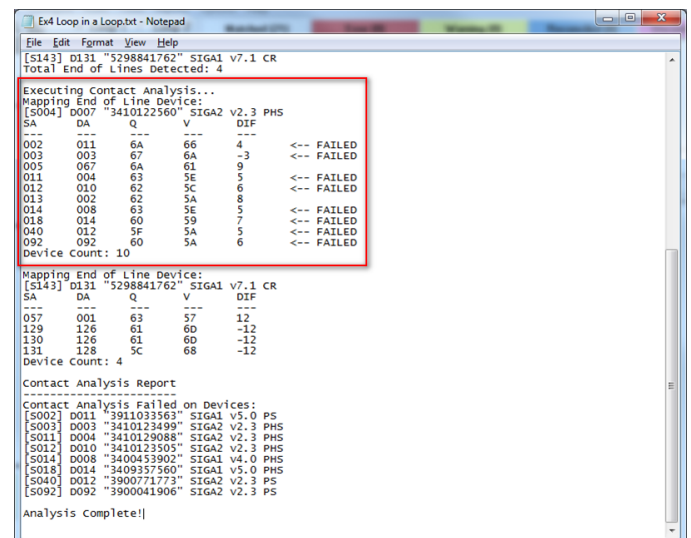 Ex4 Loop in a Loop.txt - Notepad
File Edit Format View Help
[S143] D131 "5298841762" SIGA1 v7.1 CR
Total End of Lines Detected: 4
Executing Contact Analysis...
Mapping End of Line Device:
[S004] D007 "3410122560" SIGA2 v2.3 PHS
SA DA Q V DIF
--- --- --- --- ---
002 011 6A 66 4 <-- FAILED
003 003 67 6A -3 <-- FAILED
005 067 6A 61 9
011 004 63 5E 5 <-- FAILED
012 010 62 5C 6 <-- FAILED
013 002 62 5A 8
014 008 63 5E 5 <-- FAILED
018 014 60 59 7 <-- FAILED
040 012 5F 5A 5 <-- FAILED
092 092 60 5A 6 <-- FAILED
Device Count: 10
Mapping End of Line Device:
[S143] D131 "5298841762" SIGA1 v7.1 CR
SA DA Q V DIF
--- --- --- --- ---
057 001 63 57 12
129 126 61 6D -12
130 126 61 6D -12
131 128 5C 68 -12
Device Count: 4
Contact Analysis Report
-----------------------
Contact Analysis Failed on Devices:
[S002] D011 "3911033563" SIGA1 v5.0 PS
[S003] D003 "3410123499" SIGA2 v2.3 PHS
[S011] D004 "3410129088" SIGA2 v2.3 PHS
[S012] D010 "3410123505" SIGA2 v2.3 PHS
[S014] D008 "3400453902" SIGA1 v4.0 PHS
[S018] D014 "3409357560" SIGA1 v5.0 PHS
[S040] D012 "3900771773" SIGA2 v2.3 PS
[S092] D092 "3900041906" SIGA2 v2.3 PS
Analysis Complete!